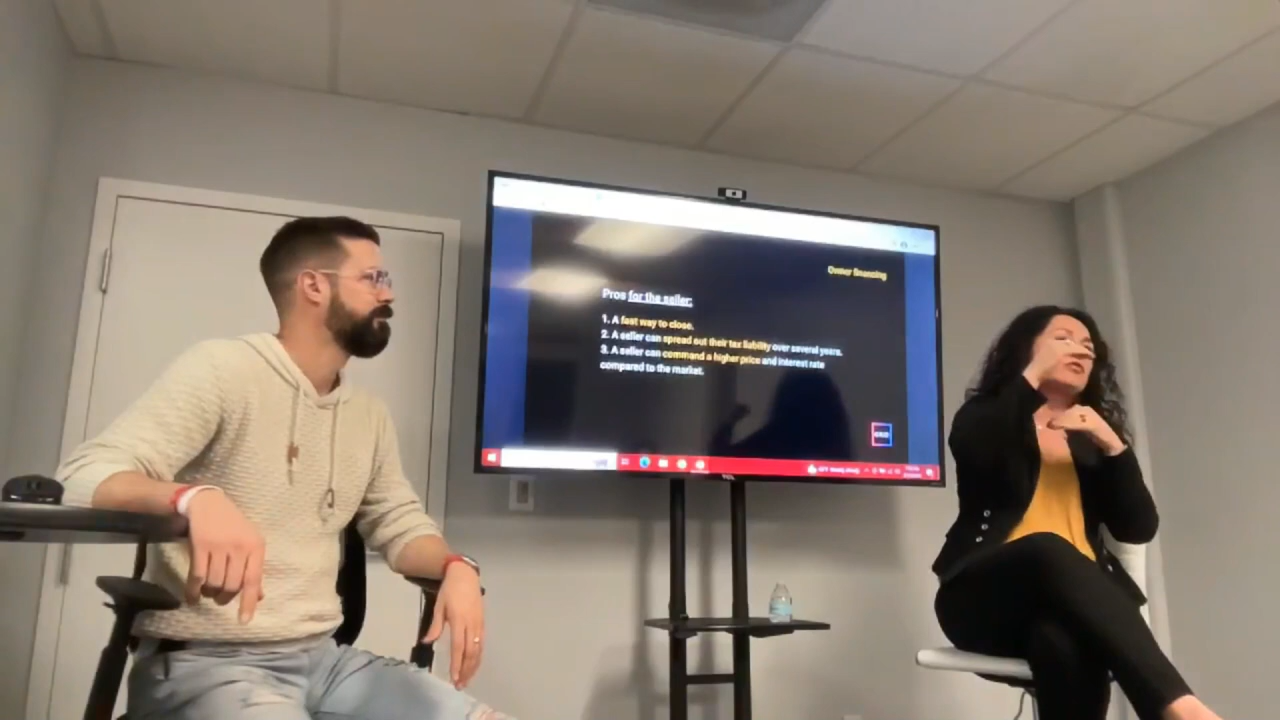 Owner financing
Pros for the seller:
1. A fast way to close.
2. A seller can spread out their tax liability over several years.
3. A seller can command a higher price and interest rate
compared to the market.
TCL